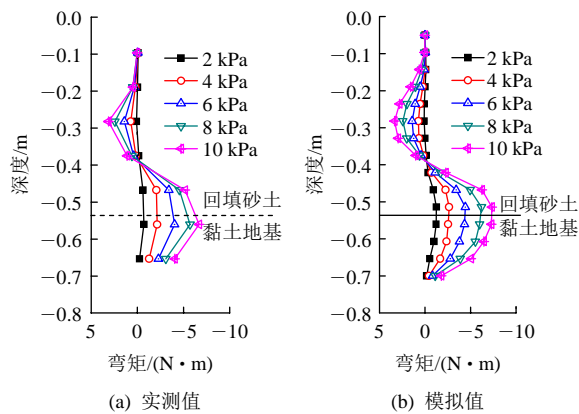 −0.0
−0.1
−0.2
−0.3
−0.4
−0.5
−0.6
−0.7
−0.8
深度/m
2 kPa
4 kPa
6 kPa
8 kPa
10 kPa
回填砂土
黏土地基
5 0 −5 −10
弯矩/(N·m)
(a) 实测值
−0.0
−0.1
−0.2
−0.3
−0.4
−0.5
−0.6
−0.7
−0.8
深度/m
2 kPa
4 kPa
6 kPa
8 kPa
10 kPa
回填砂土
黏土地基
5 0 −5 −10
弯矩/(N·m)
(b) 模拟值